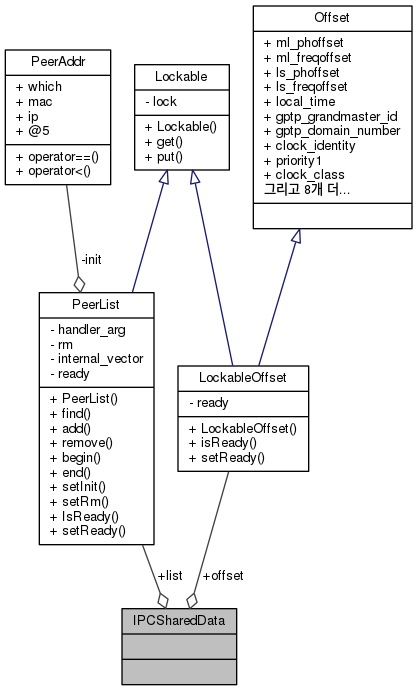 PeerAddr
+ which
+ mac
+ ip
+ @5
+ operator==()
+ operator<()
Lockable
- lock
+ Lockable()
+ get()
+ put()
Offset
+ ml_phoffset
+ ml_freqoffset
+ ls_phoffset
+ ls_freqoffset
+ local_time
+ gptp_grandmaster_id
+ gptp_domain_number
+ clock_identity
+ priority1
+ clock_class
그리고 8개 더...
-init
PeerList
- handler_arg
- rm
- internal_vector
- ready
+ PeerList()
+ find()
+ add()
+ remove()
+ begin()
+ end()
+ setInit()
+ setRm()
+ IsReady()
+ setReady()
LockableOffset
- ready
+ LockableOffset()
+ isReady()
+ setReady()
+list
+offset
IPCSharedData